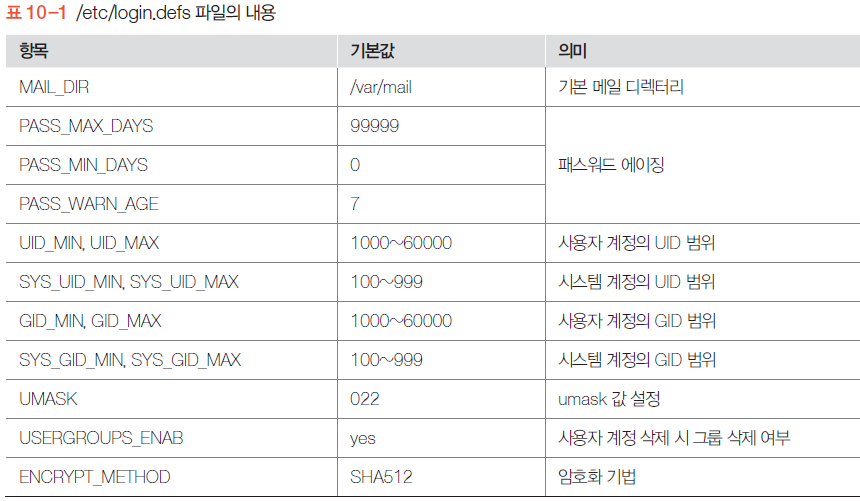 표 10-1 /etc/login.defs 파일의 내용
항목 기본값 의미
MAIL_DIR /var/mail 기본 메일 디렉터리
PASS_MAX_DAYS 99999
PASS_MIN_DAYS 0 패스워드 에이징
PASS_WARN_AGE 7
UID_MIN, UID_MAX 1000~60000 사용자 계정의 UID 범위
SYS_UID_MIN, SYS_UID_MAX 100~999 시스템 계정의 UID 범위
GID_MIN, GID_MAX 1000~60000 사용자 계정의 GID 범위
SYS_GID_MIN, SYS_GID_MAX 100~999 시스템 계정의 GID 범위
UMASK 022 umask 값 설정
USERGROUPS_ENAB yes 사용자 계정 삭제 시 그룹 삭제 여부
ENCRYPT_METHOD SHA512 암호화 기법